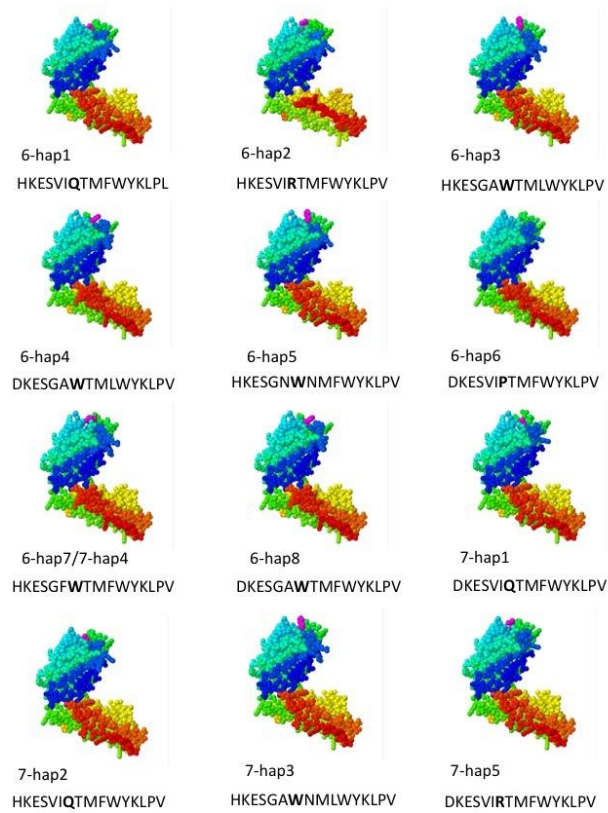 6-hap1
HKESVIQTMFWYKLPL
6-hap2
HKESVIRTMFWYKLPV
6-hap3
HKESGAWTMLWYKLPV
6-hap4
DKESGAWTMLWYKLPV
6-hap5
HKESGNWNMFWYKLPV
6-hap6
DKESVIPTMFWYKLPV
6-hap7/7-hap4
HKESGFWTMFWYKLPV
6-hap8
DKESGAWTMFWYKLPV
7-hap1
DKESVIQTMFWYKLPV
7-hap2
HKESVIQTMFWYKLPV
7-hap3
HKESGAWNMLWYKLPV
7-hap5
DKESVIRTMFWYKLPV